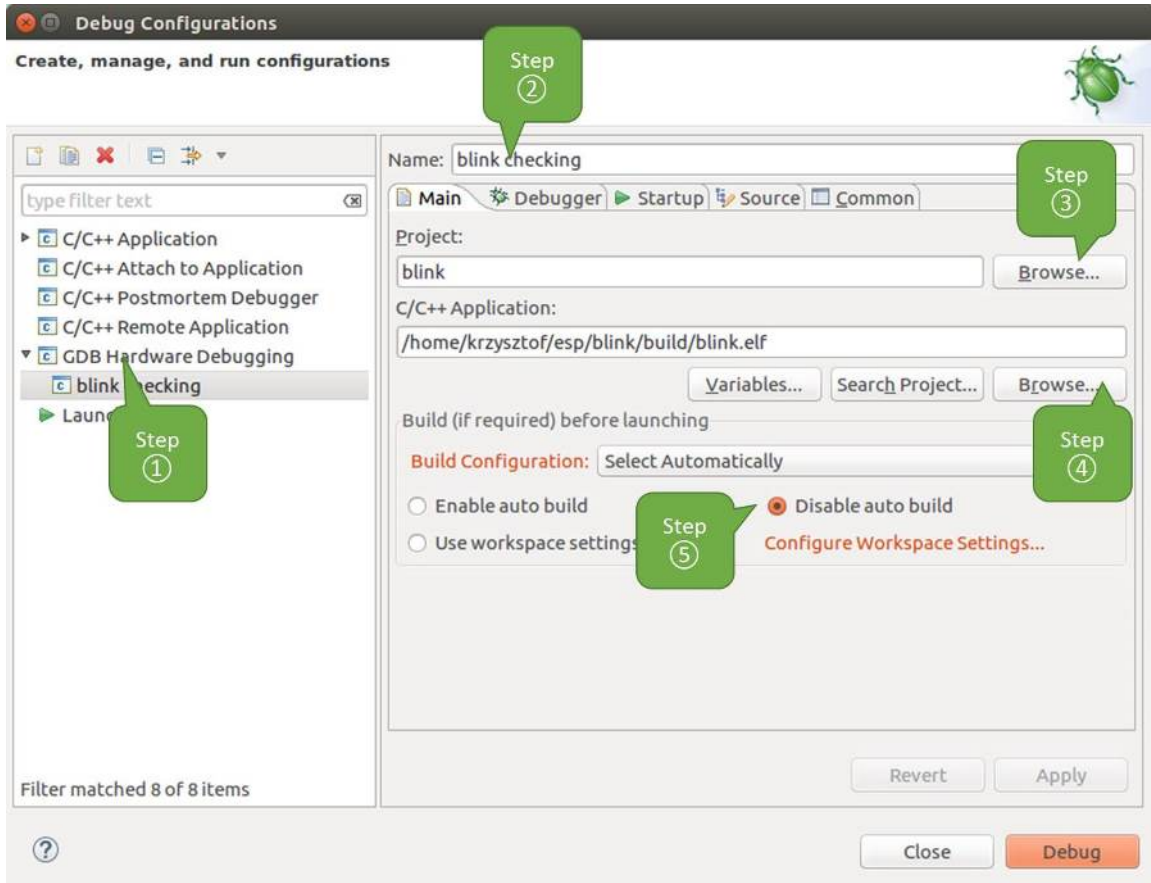 Debug Configurations
Create, manage, and run configurations
Step
②
type filter text
C/C++ Application
C/C++ Attach to Application
C/C++ Postmortem Debugger
C/C++ Remote Application
GDB Hardware Debugging
blink checking
Step
①
Filter matched 8 of 8 items
Name: blink checking
Main Debugger Startup Source Common
Step
③
Project:
blink Browse...
C/C++ Application:
/home/krzysztof/esp/blink/build/blink.elf
Variables... Search Project... Browse...
Step
④
Build (if required) before launching
Build Configuration: Select Automatically
Enable auto build Disable auto build
Step
⑤
Use workspace settings Configure Workspace Settings...
Revert Apply
? Close Debug